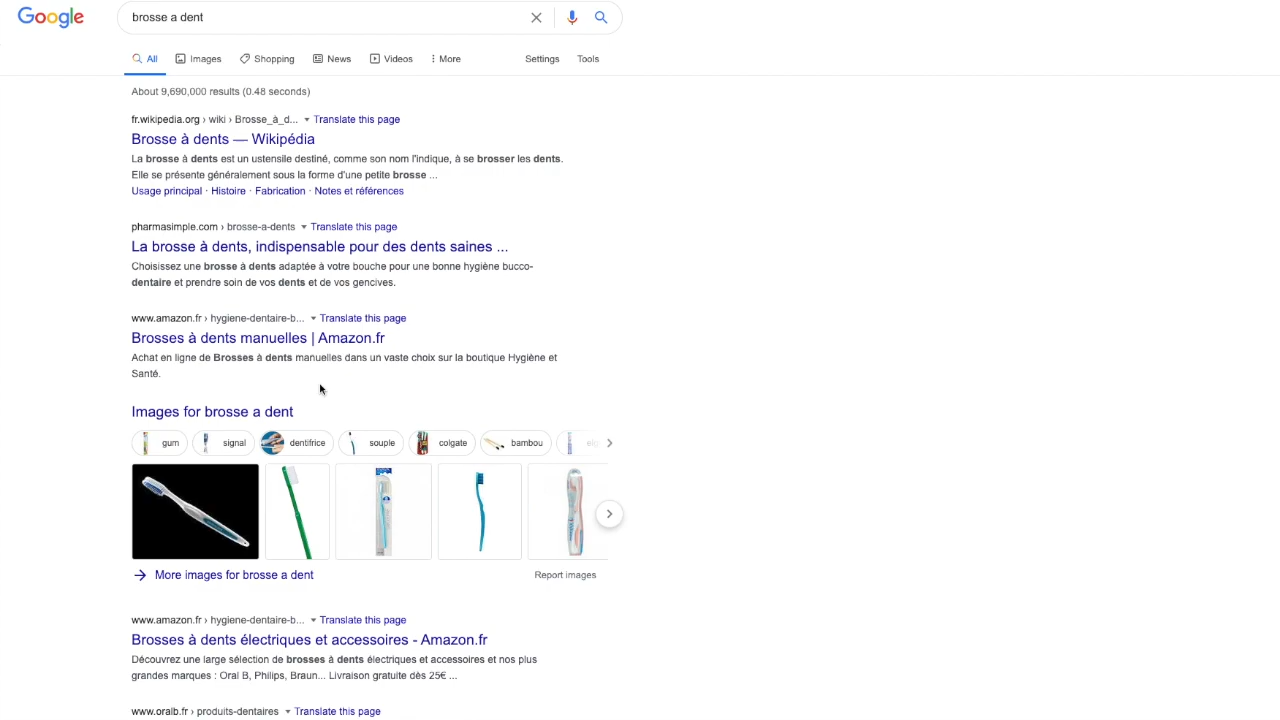 Google
brosse a dent
All Images Shopping News Videos More Settings Tools
About 9,690,000 results (0.48 seconds)
fr.wikipedia.org › wiki › Brosse_à_d... Translate this page
Brosse à dents — Wikipédia
La brosse à dents est un ustensile destiné, comme son nom l'indique, à se brosser les dents.
Elle se présente généralement sous la forme d'une petite brosse ...
Usage principal · Histoire · Fabrication · Notes et références
pharmasimple.com › brosse-a-dents Translate this page
La brosse à dents, indispensable pour des dents saines ...
Choisissez une brosse à dents adaptée à votre bouche pour une bonne hygiène bucco-
dentaire et prendre soin de vos dents et de vos gencives.
www.amazon.fr › hygiene-dentaire-b... Translate this page
Brosses à dents manuelles | Amazon.fr
Achat en ligne de Brosses à dents manuelles dans un vaste choix sur la boutique Hygiène et
Santé.
Images for brosse a dent
gum signal dentifrice souple colgate bambou
More images for brosse a dent Report images
www.amazon.fr › hygiene-dentaire-b... Translate this page
Brosses à dents électriques et accessoires - Amazon.fr
Découvrez une large sélection de brosses à dents électriques et accessoires et nos plus
grandes marques : Oral B, Philips, Braun... Livraison gratuite dès 25€ ...
www.oralb.fr › produits-dentaires Translate this page